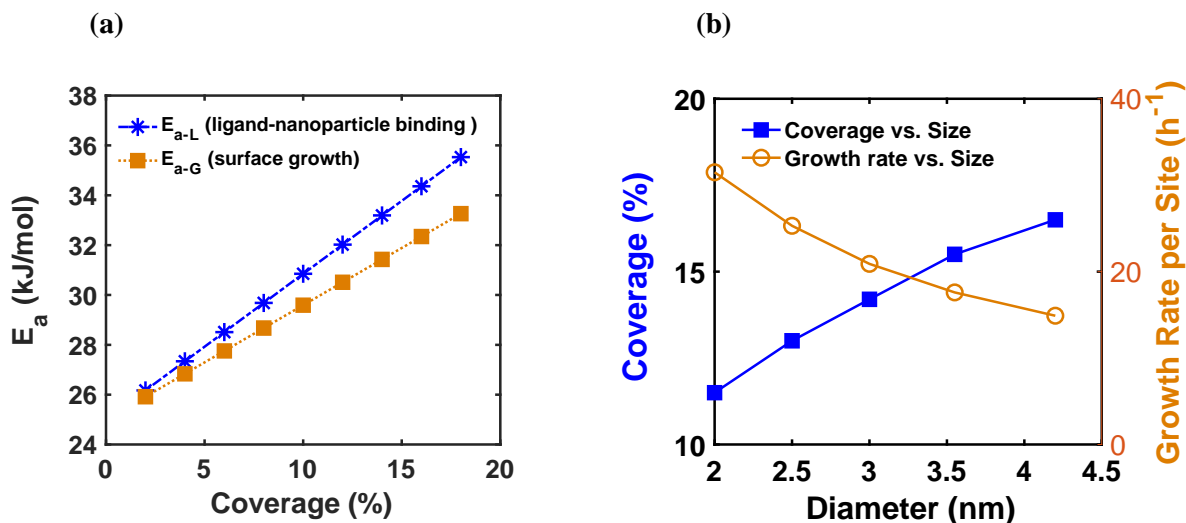 (a)
38
36
34
32
30
28
26
24
E_a (kJ/mol)
E_{a-L} (ligand-nanoparticle binding )
E_{a-G} (surface growth)
0 5 10 15 20
Coverage (%)
(b)
20
15
10
Coverage (%)
Coverage vs. Size
Growth rate vs. Size
2 2.5 3 3.5 4 4.5
Diameter (nm)
40
20
0
Growth Rate per Site (h^{-1})